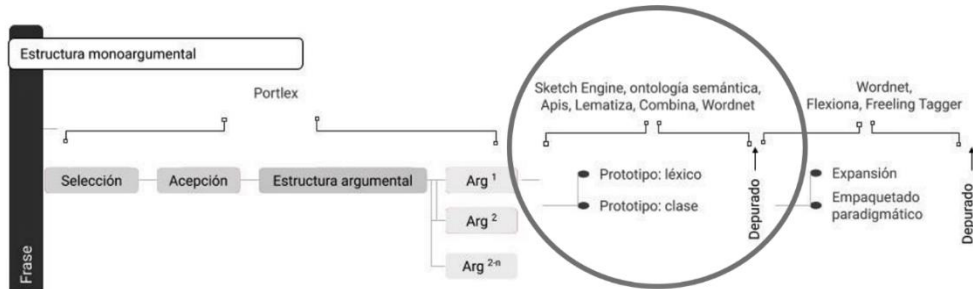 Estructura monoargumental
Portlex
Sketch Engine, ontología semántica,
Apis, Lematiza, Combina, Wordnet
Wordnet,
Flexiona, Freeling Tagger
Selección
Acepción
Estructura argumental
Arg 1
Arg 2
Arg 2-n
Prototipo: léxico
Prototipo: clase
Depurado
Expansión
Empaquetado
paradigmático
Depurado
Frase